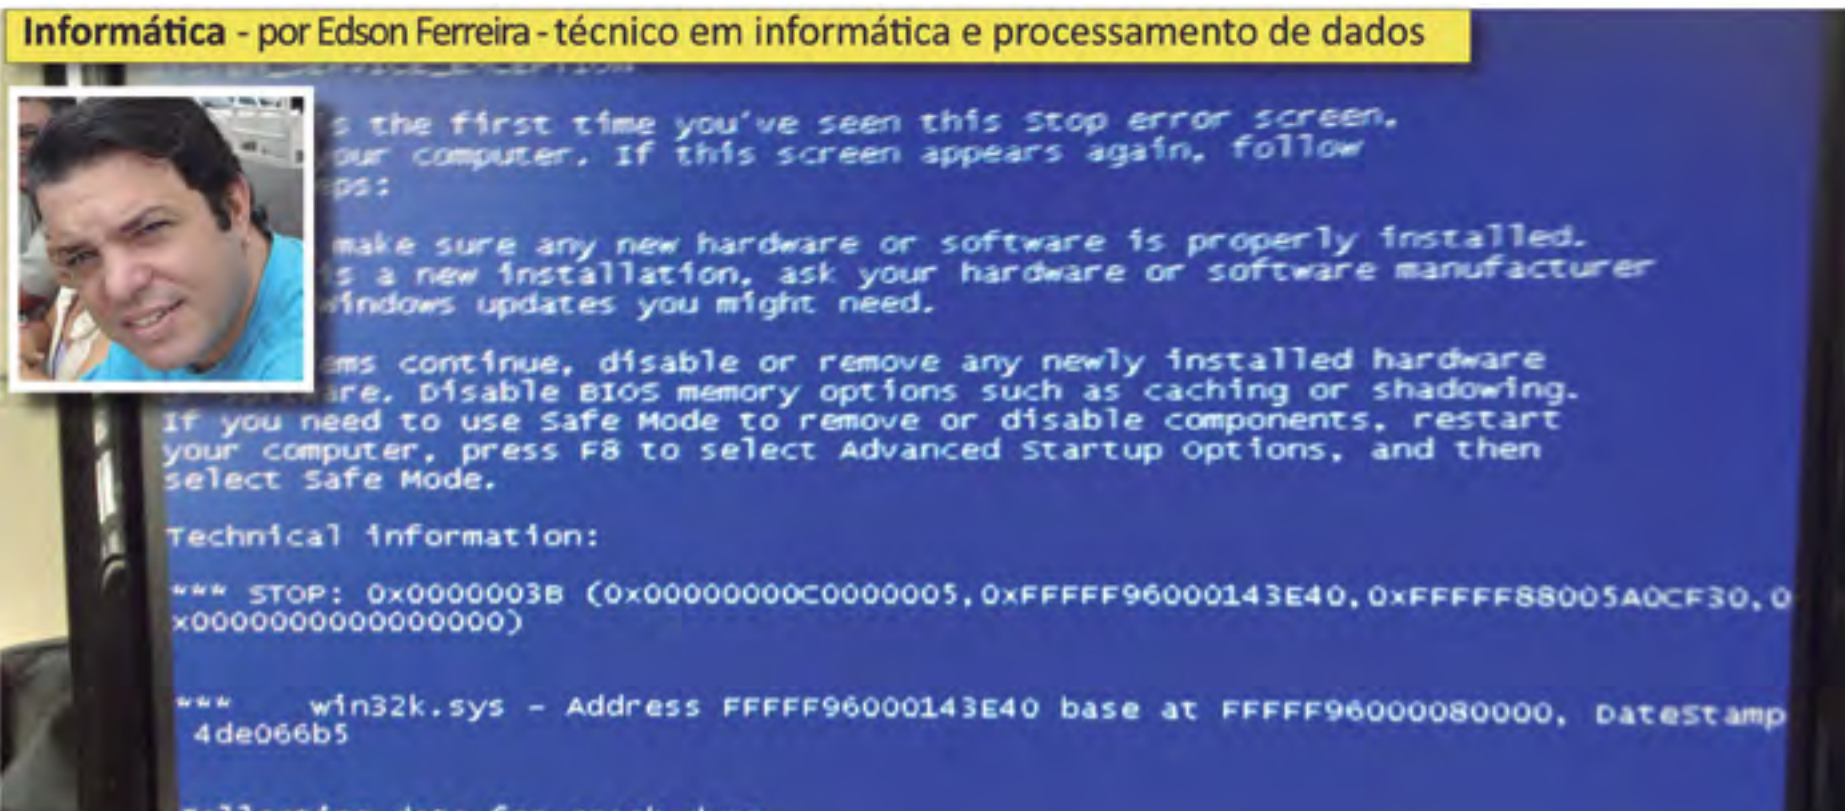 Informática - por Edson Ferreira - técnico em informática e processamento de dados
s the first time you've seen this Stop error screen,
our computer, If this screen appears again, follow
eps:
make sure any new hardware or software is properly installed.
is a new installation, ask your hardware or software manufacturer
windows updates you might need.
ems continue, disable or remove any newly installed hardware
are. Disable BIOS memory options such as caching or shadowing.
If you need to use Safe Mode to remove or disable components, restart
your computer, press F8 to select Advanced Startup Options, and then
select Safe Mode.
Technical information:
*** STOP: 0x0000003B (0x00000000C0000005,0xFFFFF96000143E40,0xFFFFF88005A0CF30,0
x0000000000000000)
*** win32k.sys - Address FFFFF96000143E40 base at FFFFF96000080000, DateStamp
4de066b5